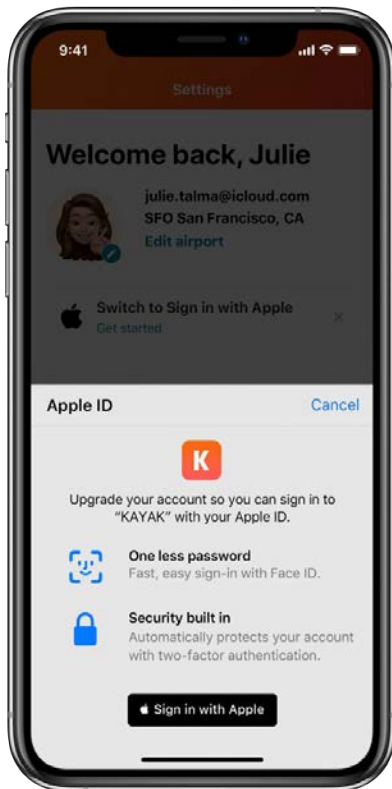 9:41
Settings
Welcome back, Julie
julie.talma@icloud.com
SFO San Francisco, CA
Edit airport
Switch to Sign in with Apple
Get started
Apple ID
Cancel
K
Upgrade your account so you can sign in to
“KAYAK” with your Apple ID.
One less password
Fast, easy sign-in with Face ID.
Security built in
Automatically protects your account
with two-factor authentication.
Sign in with Apple